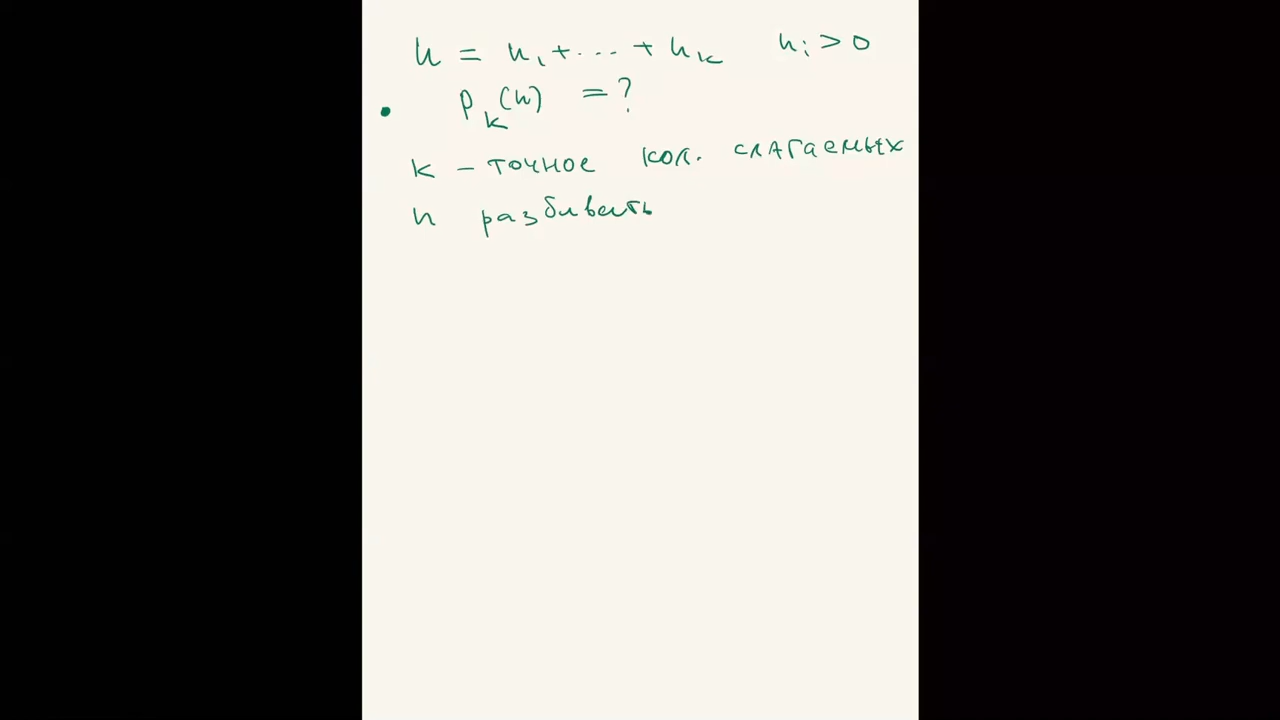 n = n₁ + ... + nₖ nᵢ > 0
• pₖ(n) = ?
k – точное кол. слагаемых
n разбивать